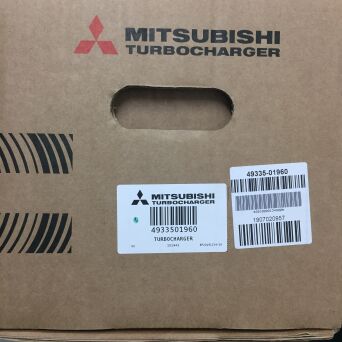 MITSUBISHI
TURBOCHARGER
MITSUBISHI
TURBOCHARGER
4933501960
TURBOCHARGER
49335-01960
1907020957